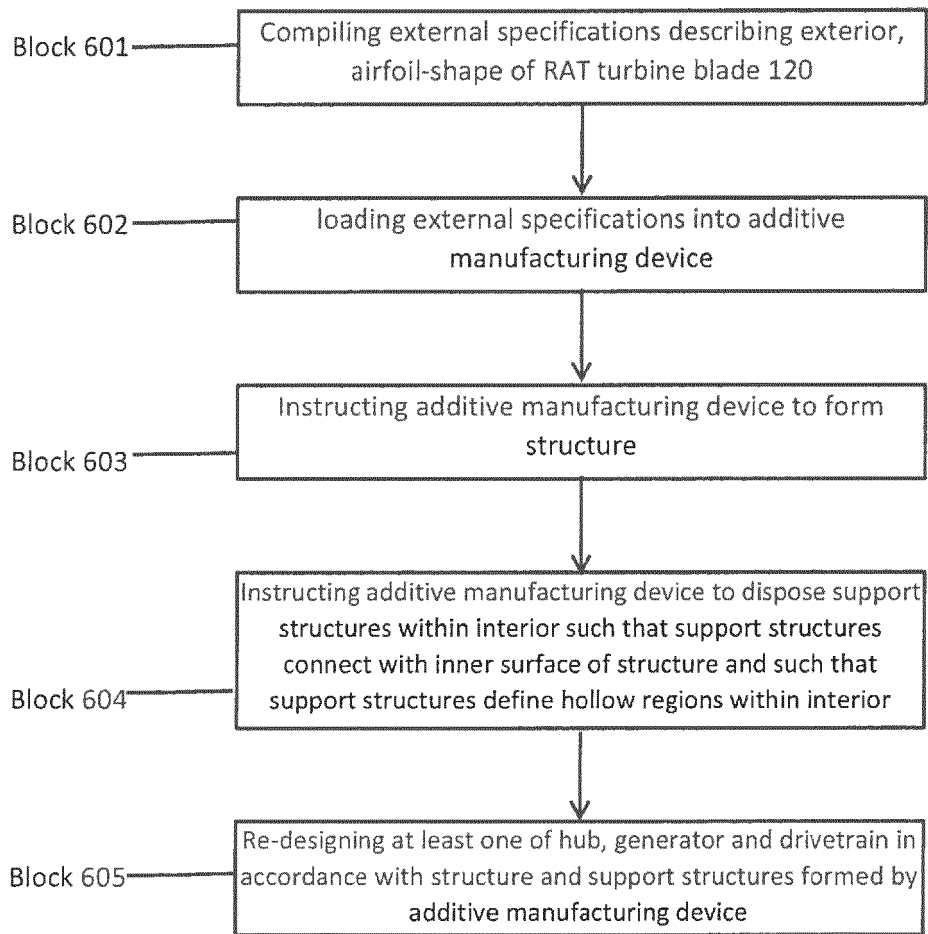 Block 601
Compiling external specifications describing exterior,
airfoil-shape of RAT turbine blade 120
Block 602
loading external specifications into additive
manufacturing device
Block 603
Instructing additive manufacturing device to form
structure
Block 604
Instructing additive manufacturing device to dispose support
structures within interior such that support structures
connect with inner surface of structure and such that
support structures define hollow regions within interior
Block 605
Re-designing at least one of hub, generator and drivetrain in
accordance with structure and support structures formed by
additive manufacturing device